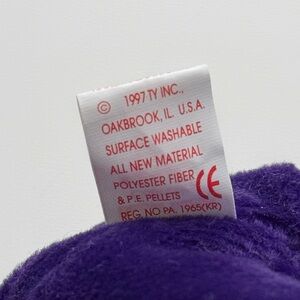 © 1997 TY INC.,
OAKBROOK, IL. U.S.A.
SURFACE WASHABLE
ALL NEW MATERIAL
POLYESTER FIBER
& P.E. PELLETS CE
REG. NO PA. 1965(KR)